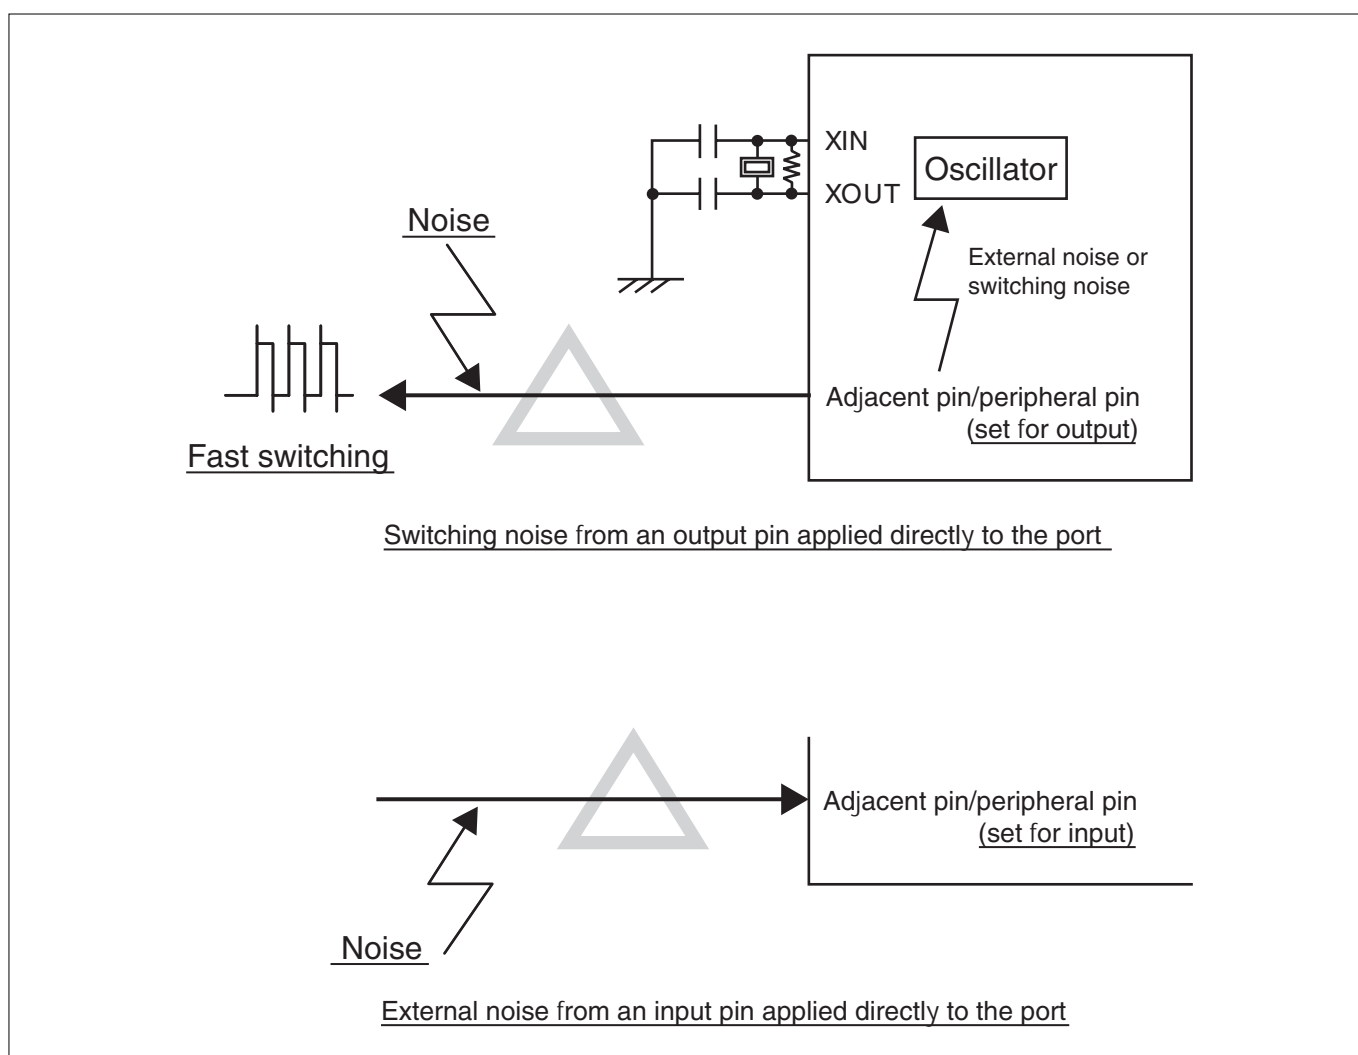 XIN
Oscillator
XOUT
Noise
External noise or
switching noise
Adjacent pin/peripheral pin
(set for output)
Fast switching
Switching noise from an output pin applied directly to the port
Adjacent pin/peripheral pin
(set for input)
Noise
External noise from an input pin applied directly to the port